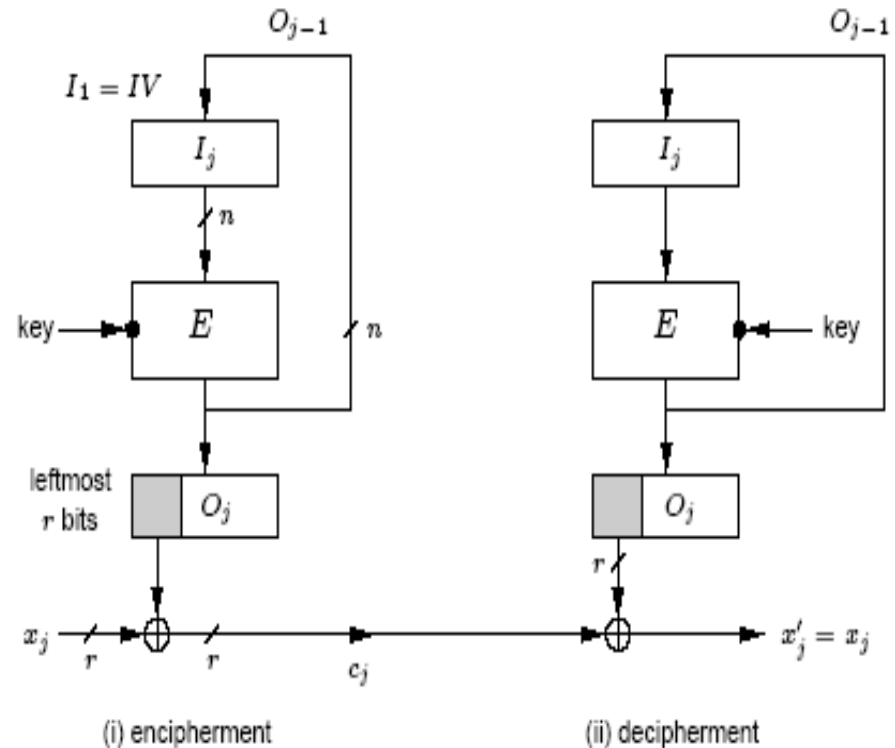 O_{j-1} O_{j-1}
I_1 = IV
I_j I_j
n
key E n E key
leftmost
r bits
O_j O_j
r
x_j r r c_j x'_j = x_j
(i) encipherment (ii) decipherment